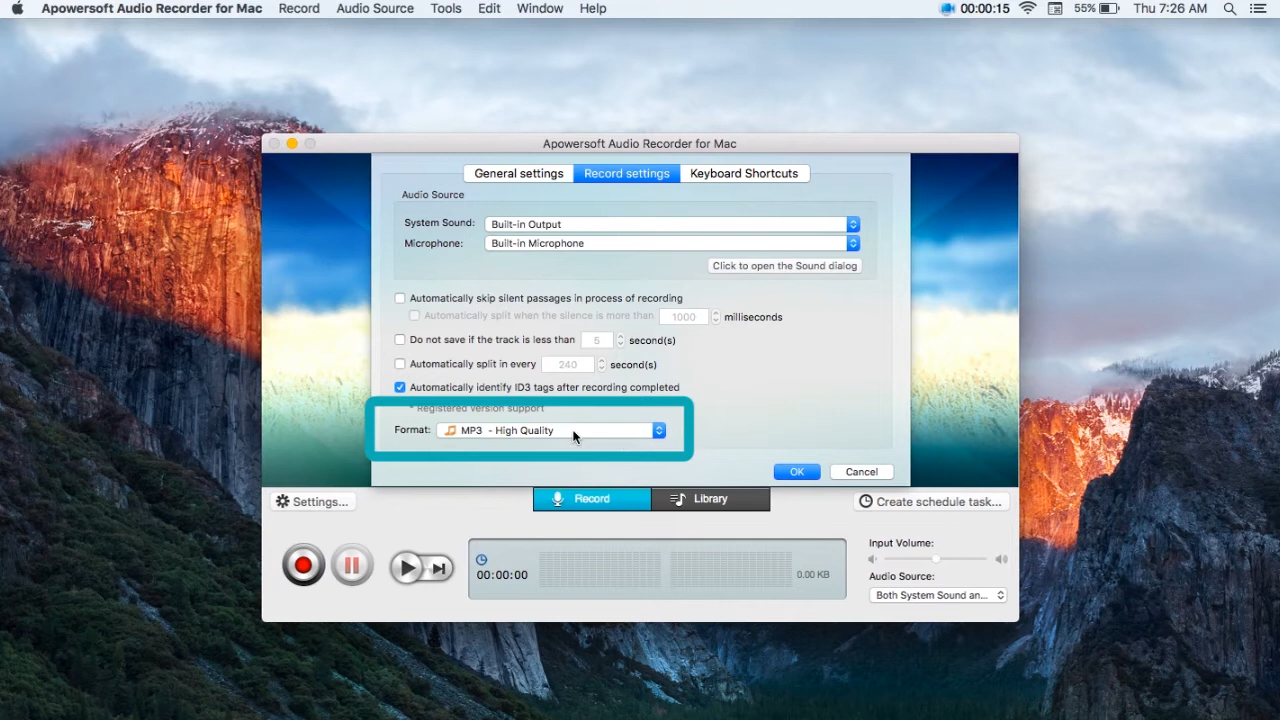 Apowersoft Audio Recorder for Mac Record Audio Source Tools Edit Window Help 00:00:15 55% Thu 7:26 AM
Apowersoft Audio Recorder for Mac
General settings Record settings Keyboard Shortcuts
Audio Source
System Sound: Built-in Output
Microphone: Built-in Microphone
Click to open the Sound dialog
Automatically skip silent passages in process of recording
Automatically split when the silence is more than 1000 milliseconds
Do not save if the track is less than 5 second(s)
Automatically split in every 240 second(s)
Automatically identify ID3 tags after recording completed
* Registered version support
Format: MP3 - High Quality
OK Cancel
Settings... Record Library Create schedule task...
Input Volume:
00:00:00 0.00 KB
Audio Source:
Both System Sound an...